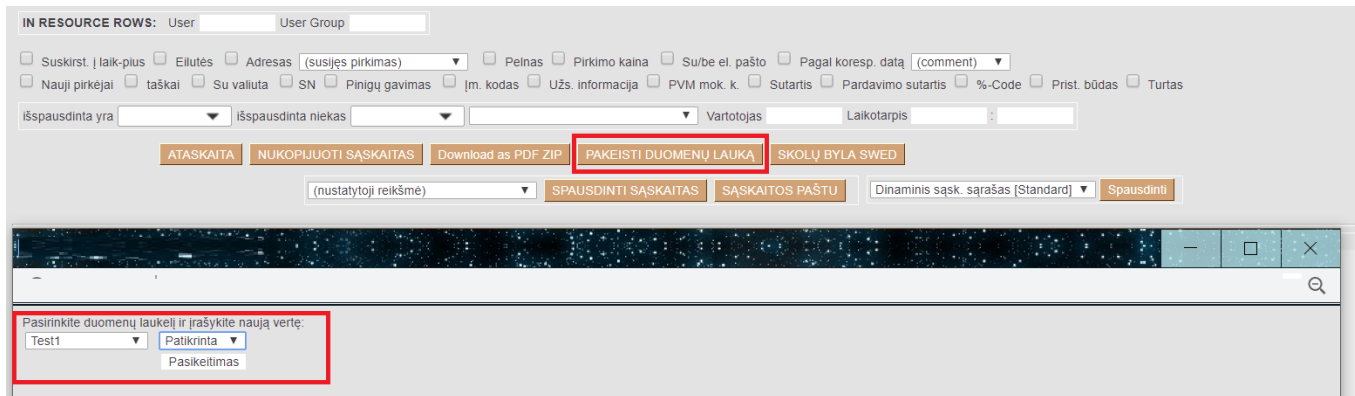 IN RESOURCE ROWS: User User Group
Suskirst. į laik-pius Eilutės Adresas (susijęs pirkimas) Pelnas Pirkimo kaina Su/be el. pašto Pagal koresp. datą (comment)
Nauji pirkėjai taškai Su valiuta SN Pinigų gavimas Įm. kodas Užs. informacija PVM mok. k. Sutartis Pardavimo sutartis %-Code Prist. būdas Turtas
išspausdinta yra išspausdinta niekas Vartotojas Laikotarpis :
ATASKAITA NUKOPIJUOTI SĄSKAITAS Download as PDF ZIP PAKEISTI DUOMENŲ LAUKĄ SKOLŲ BYLA SWED
(nustatytoji reikšmė) SPAUSDINTI SĄSKAITAS SĄSKAITOS PAŠTU Dinaminis sąsk. sąrašas [Standard] Spausdinti
Pasirinkite duomenų laukelį ir įrašykite naują vertę:
Test1 Patikrinta
Pasikeitimas